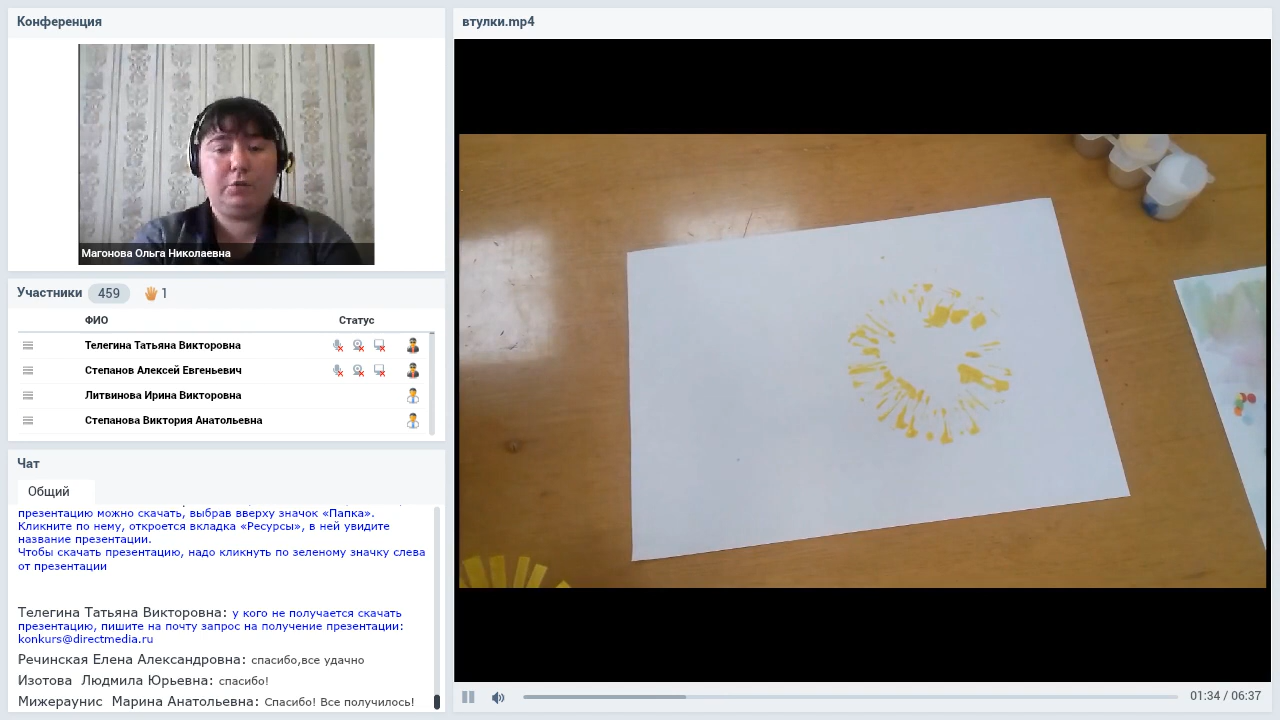 Конференция
Магонова Ольга Николаевна
Участники 459 1
ФИО Статус
Телегина Татьяна Викторовна
Степанов Алексей Евгеньевич
Литвинова Ирина Викторовна
Степанова Виктория Анатольевна
Чат
Общий
презентацию можно скачать, выбрав вверху значок «Папка».
Кликните по нему, откроется вкладка «Ресурсы», в ней увидите
название презентации.
Чтобы скачать презентацию, надо кликнуть по зеленому значку слева
от презентации
Телегина Татьяна Викторовна: у кого не получается скачать
презентацию, пишите на почту запрос на получение презентации:
konkurs@directmedia.ru
Речинская Елена Александровна: спасибо,все удачно
Изотова Людмила Юрьевна: спасибо!
Мижераунис Марина Анатольевна: Спасибо! Все получилось!
втулки.mp4
01:34 / 06:37